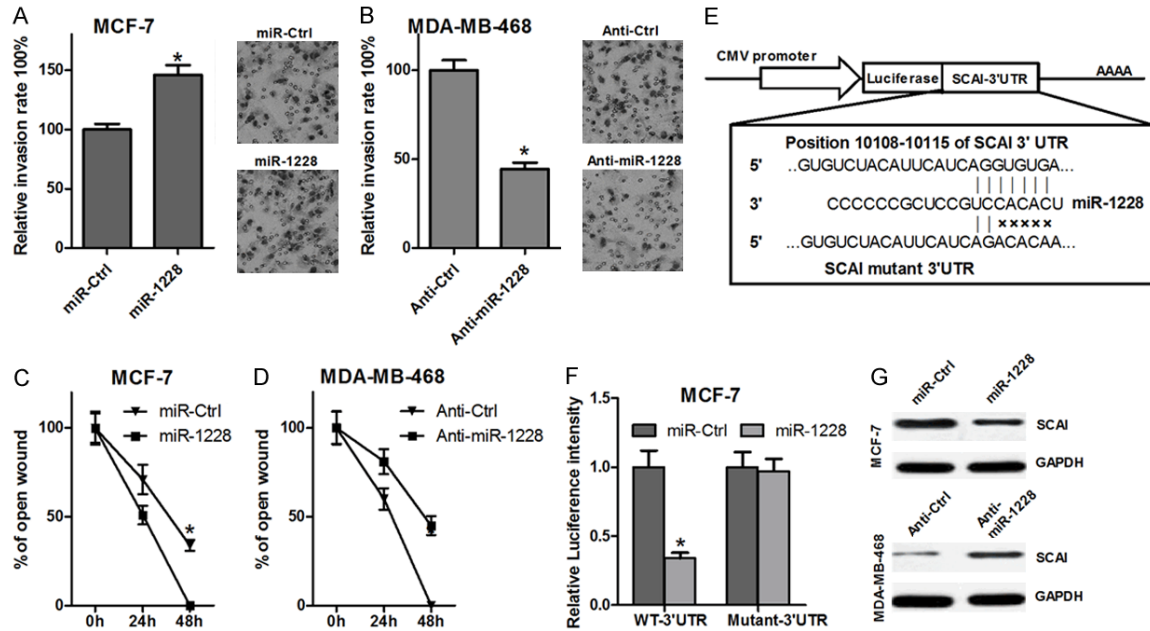 A
MCF-7
Relative invasion rate 100%
150
100
50
0
miR-Ctrl
miR-1228
*
miR-Ctrl
miR-1228
B
MDA-MB-468
Relative invasion rate 100%
100
50
0
Anti-Ctrl
Anti-miR-1228
*
Anti-Ctrl
Anti-miR-1228
E
CMV promoter
Luciferase
SCAI-3'UTR
AAAA
Position 10108-10115 of SCAI 3' UTR
5' ..GUGUCUACAUUCAUCAGGUGUGA...
3' CCCCCCGCUCCGUCCACACU miR-1228
×××××
5' ...GUGUCUACAUUCAUCAGACACAA...
SCAI mutant 3'UTR
C
MCF-7
miR-Ctrl
miR-1228
% of open wound
100
50
0
0h 24h 48h
*
D
MDA-MB-468
Anti-Ctrl
Anti-miR-1228
% of open wound
100
50
0
0h 24h 48h
F
MCF-7
miR-Ctrl miR-1228
Relative Luciference intensity
1.5
1.0
0.5
0.0
*
WT-3'UTR Mutant-3'UTR
G
miR-Ctrl miR-1228
MCF-7
SCAI
GAPDH
Anti-Ctrl
Anti-
miR-1228
MDA-MB-468
SCAI
GAPDH